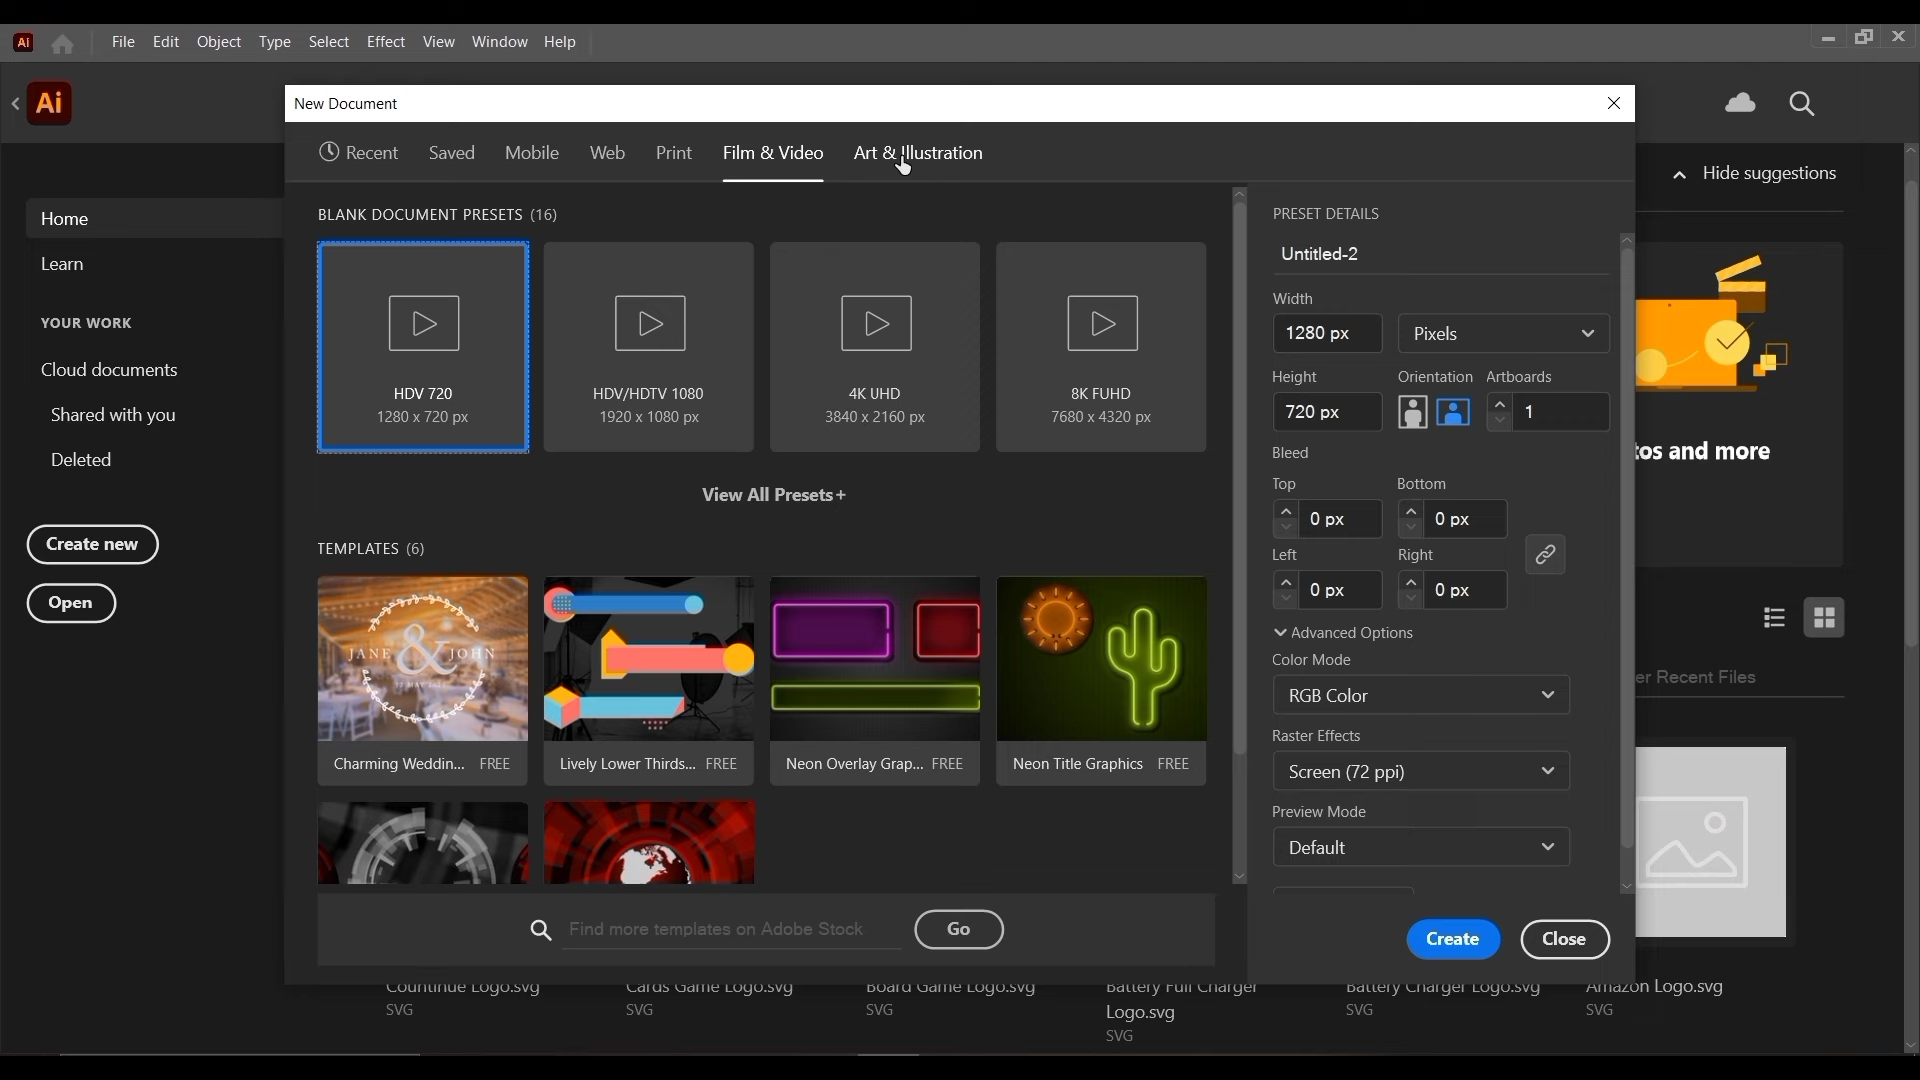 Ai File Edit Object Type Select Effect View Window Help
Ai
New Document
Recent Saved Mobile Web Print Film & Video Art & Illustration
Hide suggestions
Home
Learn
YOUR WORK
Cloud documents
Shared with you
Deleted
Create new
Open
BLANK DOCUMENT PRESETS (16)
HDV 720
1280 x 720 px
HDV/HDTV 1080
1920 x 1080 px
4K UHD
3840 x 2160 px
8K FUHD
7680 x 4320 px
View All Presets+
TEMPLATES (6)
JANE & JOHN
Charming Weddin... FREE
Lively Lower Thirds... FREE
Neon Overlay Grap... FREE
Neon Title Graphics FREE
Find more templates on Adobe Stock Go
PRESET DETAILS
Untitled-2
Width
1280 px Pixels
Height Orientation Artboards
720 px 1
Bleed
Top Bottom
0 px 0 px
Left Right
0 px 0 px
Advanced Options
Color Mode
RGB Color
Raster Effects
Screen (72 ppi)
Preview Mode
Default
Create Close
tos and more
er Recent Files
Countinue Logo.svg
SVG
Cards Game Logo.svg
SVG
Board Game Logo.svg
SVG
Battery Full Charger
Logo.svg
SVG
Battery Charger Logo.svg
SVG
Amazon Logo.svg
SVG